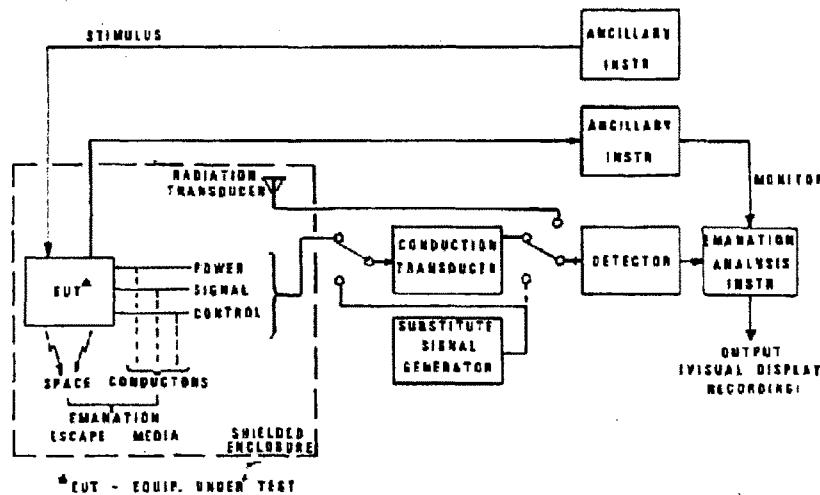 STIMULUS
ANCILLARY
INSTR
ANCILLARY
INSTR
MONITOR
RADIATION
TRANSDUCER
POWER
SIGNAL
CONTROL
EUT▲
CONDUCTION
TRANSDUCER
DETECTOR
EMANATION
ANALYSIS
INSTR
SUBSTITUTE
SIGNAL
GENERATOR
OUTPUT
(VISUAL DISPLAY
RECORDING)
SPACE CONDUCTORS
EMANATION
ESCAPE MEDIA
SHIELDED
ENCLOSURE
▲EUT - EQUIP. UNDER TEST